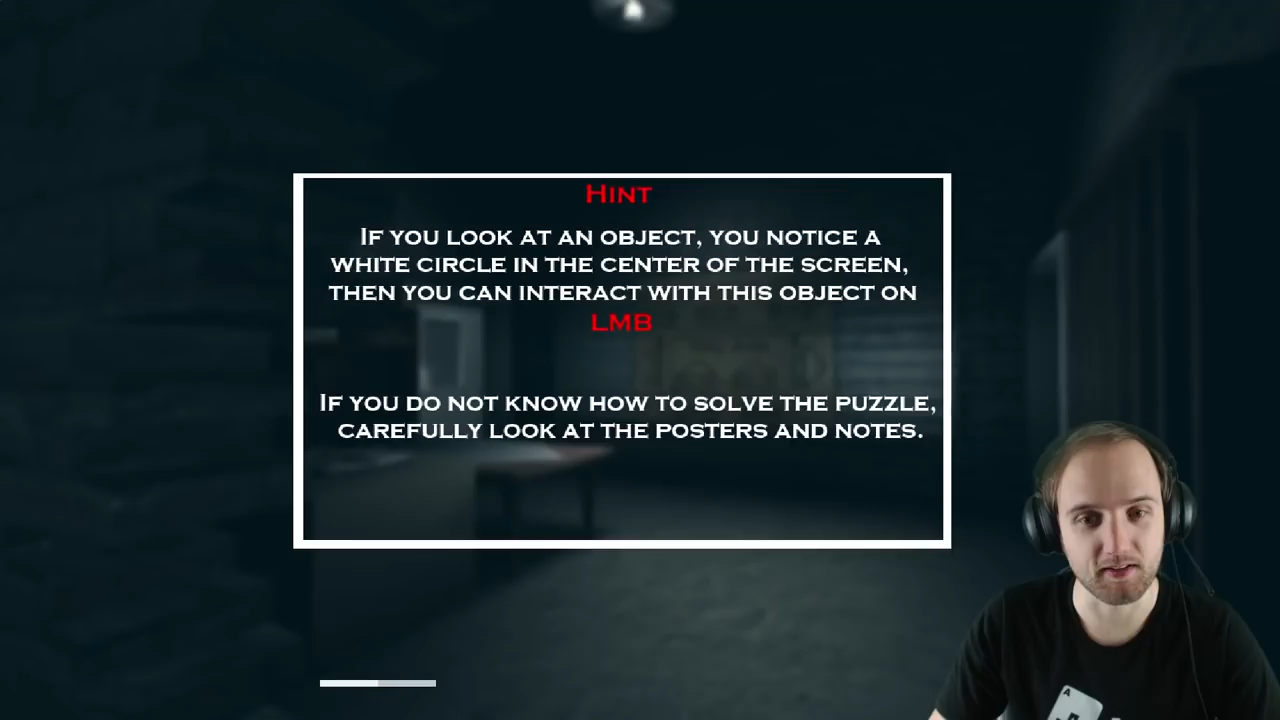 Hint
If you look at an object, you notice a
white circle in the center of the screen,
then you can interact with this object on
LMB
If you do not know how to solve the puzzle,
carefully look at the posters and notes.
A